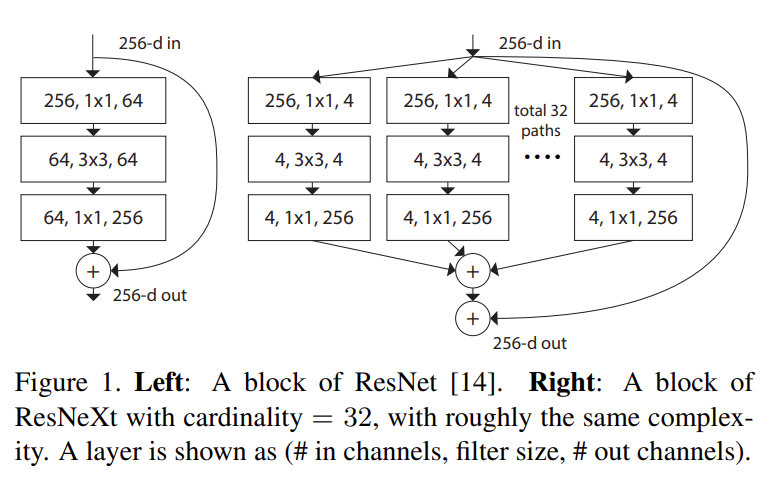 256-d in
256, 1x1, 64
64, 3x3, 64
64, 1x1, 256
+
256-d out
256-d in
256, 1x1, 4
256, 1x1, 4
total 32
paths
....
256, 1x1, 4
4, 3x3, 4
4, 3x3, 4
4, 3x3, 4
4, 1x1, 256
4, 1x1, 256
4, 1x1, 256
+
+
256-d out
Figure 1. Left: A block of ResNet [14]. Right: A block of
ResNeXt with cardinality = 32, with roughly the same complex-
ity. A layer is shown as (# in channels, filter size, # out channels).